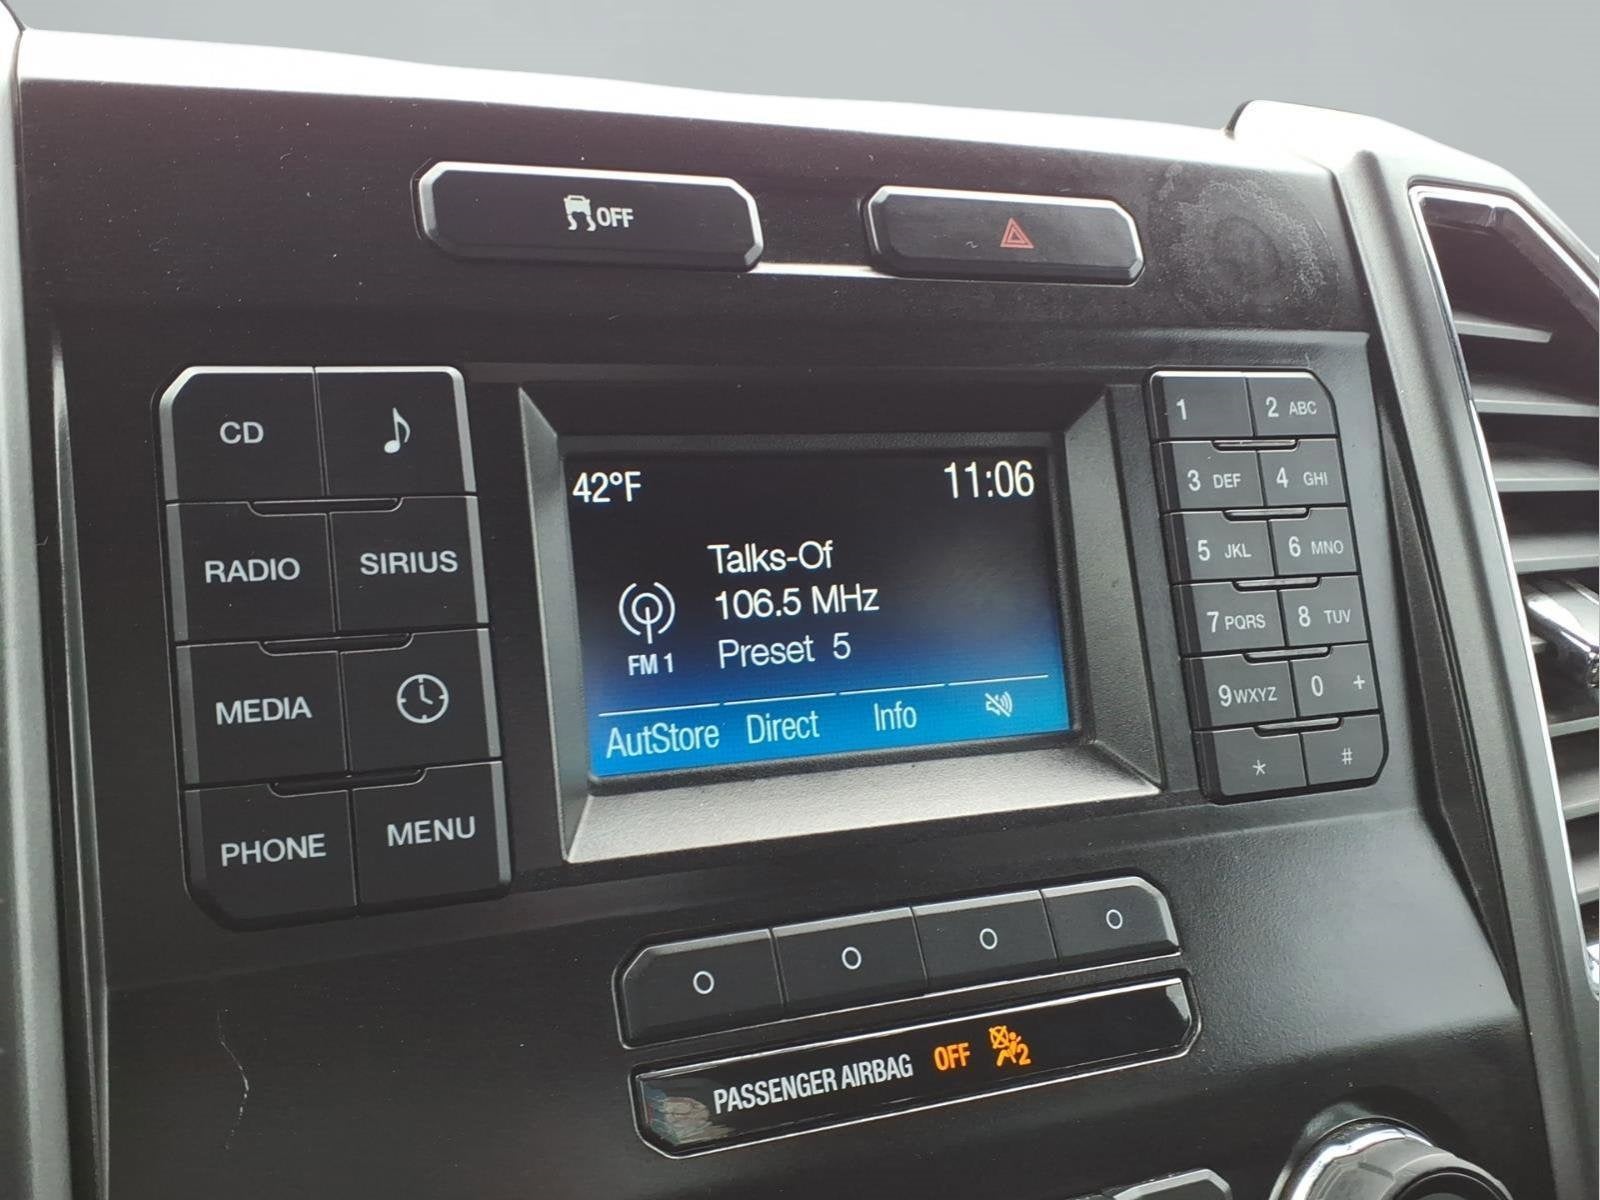 OFF
CD
RADIO SIRIUS
MEDIA
PHONE MENU
42°F 11:06
Talks-Of
106.5 MHz
FM 1
Preset 5
AutStore Direct Info
1 2 ABC
3 DEF 4 GHI
5 JKL 6 MNO
7 PQRS 8 TUV
9 WXYZ 0 +
* #
PASSENGER AIRBAG OFF 2